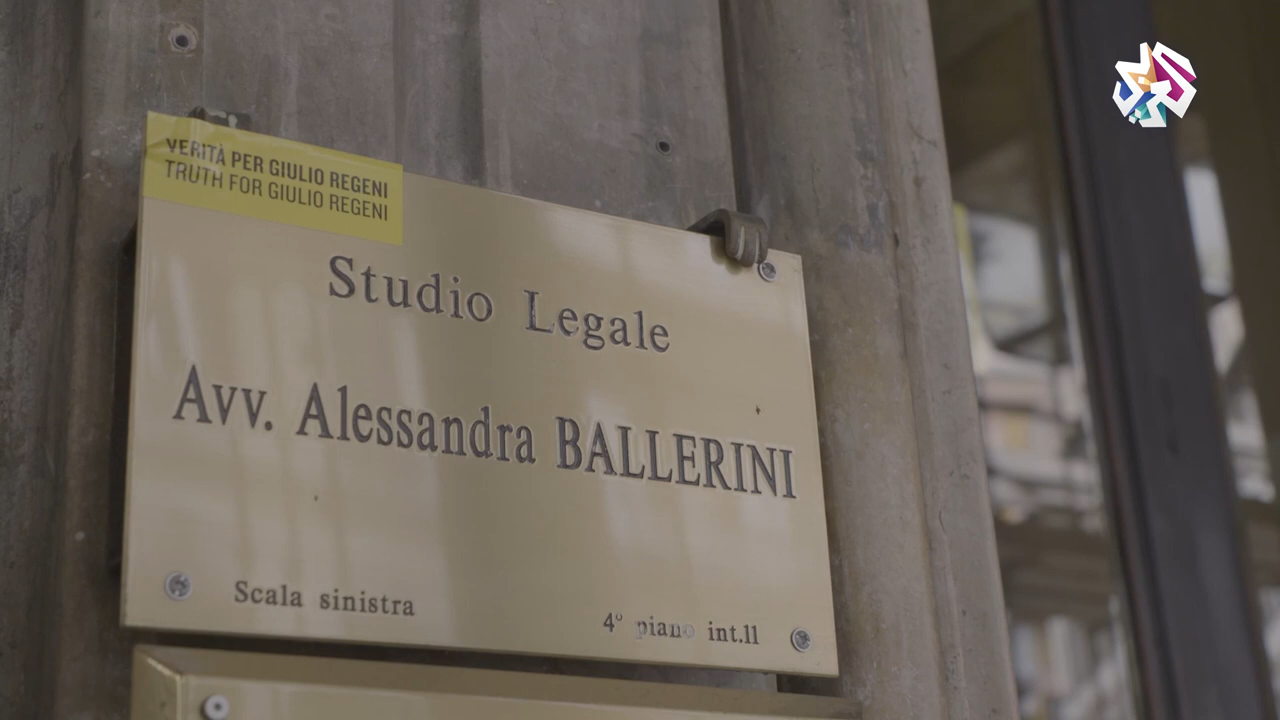 VERITÀ PER GIULIO REGENI
TRUTH FOR GIULIO REGENI
Studio Legale
Avv. Alessandra BALLERINI
Scala sinistra
4° piano int.11